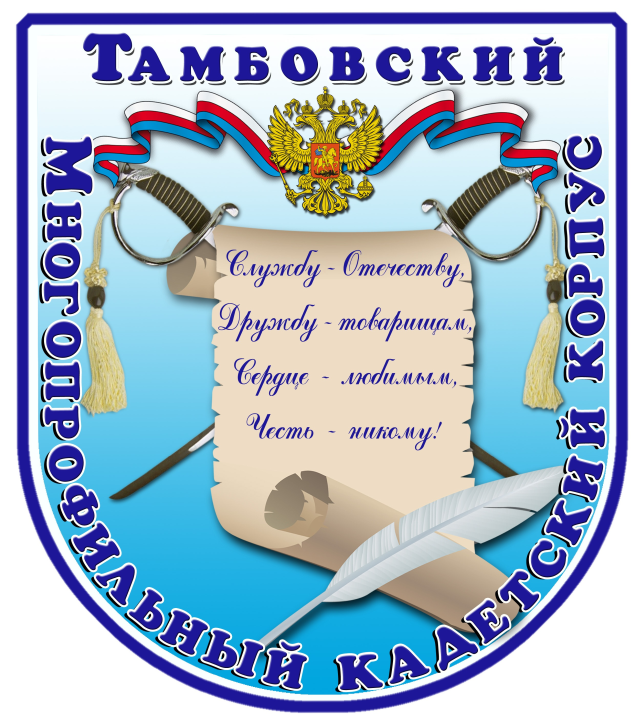 Тамбовский
Многопрофильный кадетский корпус
Службу - Отечеству,
Дружбу - товарищам,
Сердце - любимым,
Честь - никому!